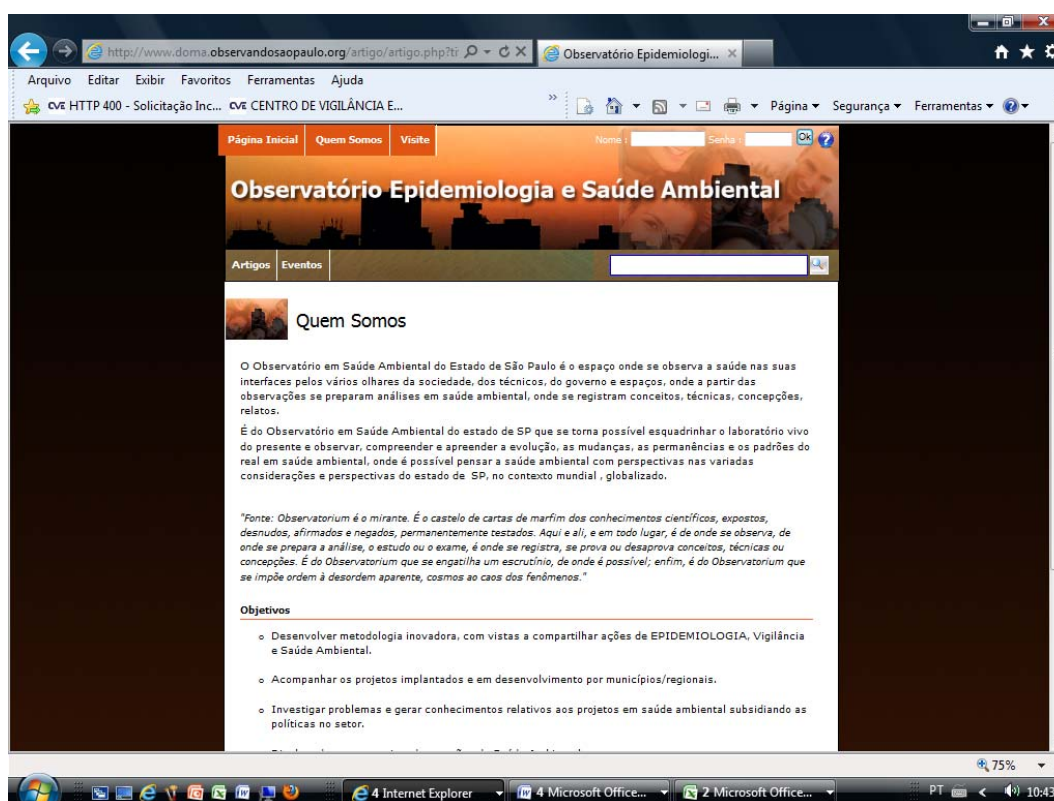 http://www.doma.observandosaopaulo.org/artigo/artigo.php?ti
Observatório Epidemiologi...
Arquivo Editar Exibir Favoritos Ferramentas Ajuda
CVE HTTP 400 - Solicitação Inc... CVE CENTRO DE VIGILÂNCIA E... » Página Segurança Ferramentas
Página Inicial Quem Somos Visite Nome : Senha : Ok
Observatório Epidemiologia e Saúde Ambiental
Artigos Eventos
Quem Somos
O Observatório em Saúde Ambiental do Estado de São Paulo é o espaço onde se observa a saúde nas suas
interfaces pelos vários olhares da sociedade, dos técnicos, do governo e espaços, onde a partir das
observações se preparam análises em saúde ambiental, onde se registram conceitos, técnicas, concepções,
relatos.
É do Observatório em Saúde Ambiental do estado de SP que se torna possível esquadrinhar o laboratório vivo
do presente e observar, compreender e apreender a evolução, as mudanças, as permanências e os padrões do
real em saúde ambiental, onde é possível pensar a saúde ambiental com perspectivas nas variadas
considerações e perspectivas do estado de SP, no contexto mundial , globalizado.
"Fonte: Observatorium é o mirante. É o castelo de cartas de marfim dos conhecimentos científicos, expostos,
desnudos, afirmados e negados, permanentemente testados. Aqui e ali, e em todo lugar, é de onde se observa, de
onde se prepara a análise, o estudo ou o exame, é onde se registra, se prova ou desaprova conceitos, técnicas ou
concepções. É do Observatorium que se engatilha um escrutínio, de onde é possível; enfim, é do Observatorium que
se impõe ordem à desordem aparente, cosmos ao caos dos fenômenos."
Objetivos
o Desenvolver metodologia inovadora, com vistas a compartilhar ações de EPIDEMIOLOGIA, Vigilância
e Saúde Ambiental.
o Acompanhar os projetos implantados e em desenvolvimento por municípios/regionais.
o Investigar problemas e gerar conhecimentos relativos aos projetos em saúde ambiental subsidiando as
políticas no setor.
75%
4 Internet Explorer 4 Microsoft Office... 2 Microsoft Office... PT 10:43